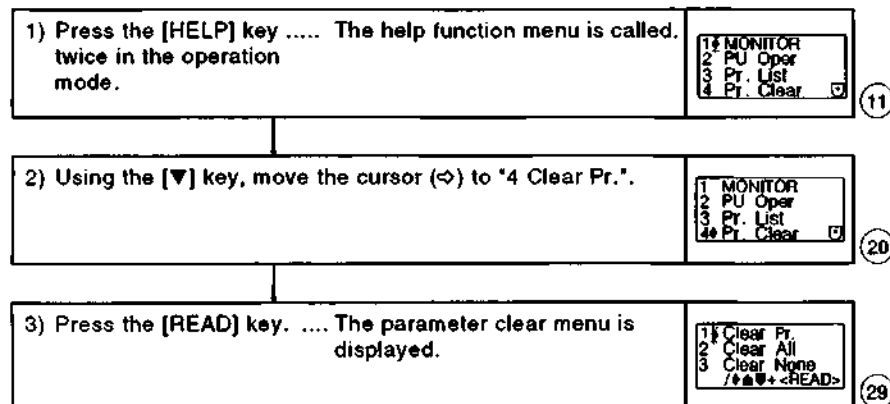 1) Press the [HELP] key ..... The help function menu is called.
twice in the operation
mode.
1 MONITOR
2 PU Oper
3 Pr. List
4 Pr. Clear
11
2) Using the [▼] key, move the cursor (⇨) to "4 Clear Pr.".
1 MONITOR
2 PU Oper
3 Pr. List
4 Pr. Clear
20
3) Press the [READ] key. .... The parameter clear menu is
displayed.
1 Clear Pr.
2 Clear All
3 Clear None
<READ>
29